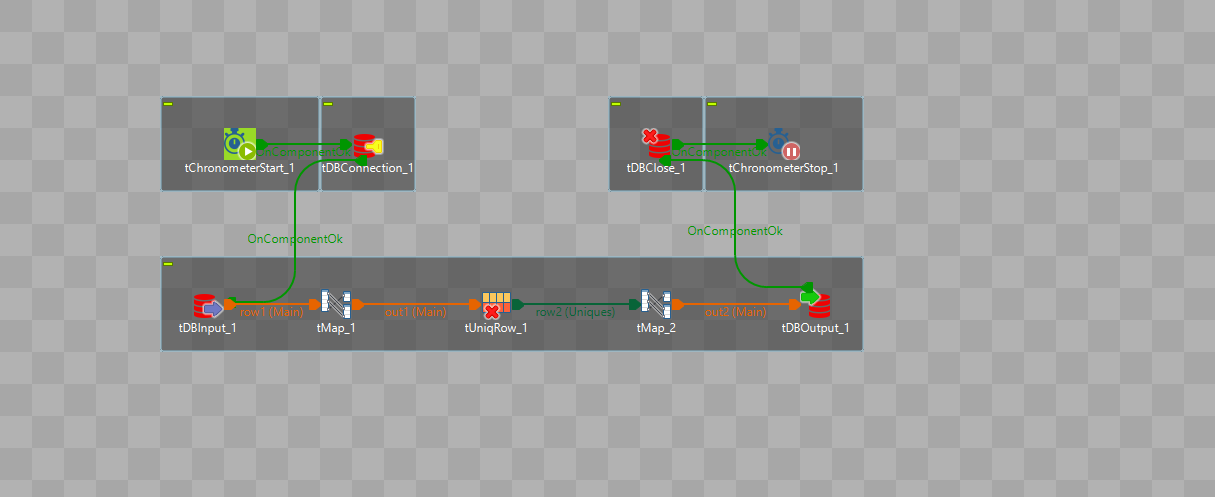 OnComponentOk
tChronometerStart_1
tDBConnection_1
OnComponentOk
tDBClose_1
tChronometerStop_1
OnComponentOk
OnComponentOk
row1 (Main)
out1 (Main)
row2 (Uniques)
out2 (Main)
tDBInput_1
tMap_1
tUniqRow_1
tMap_2
tDBOutput_1